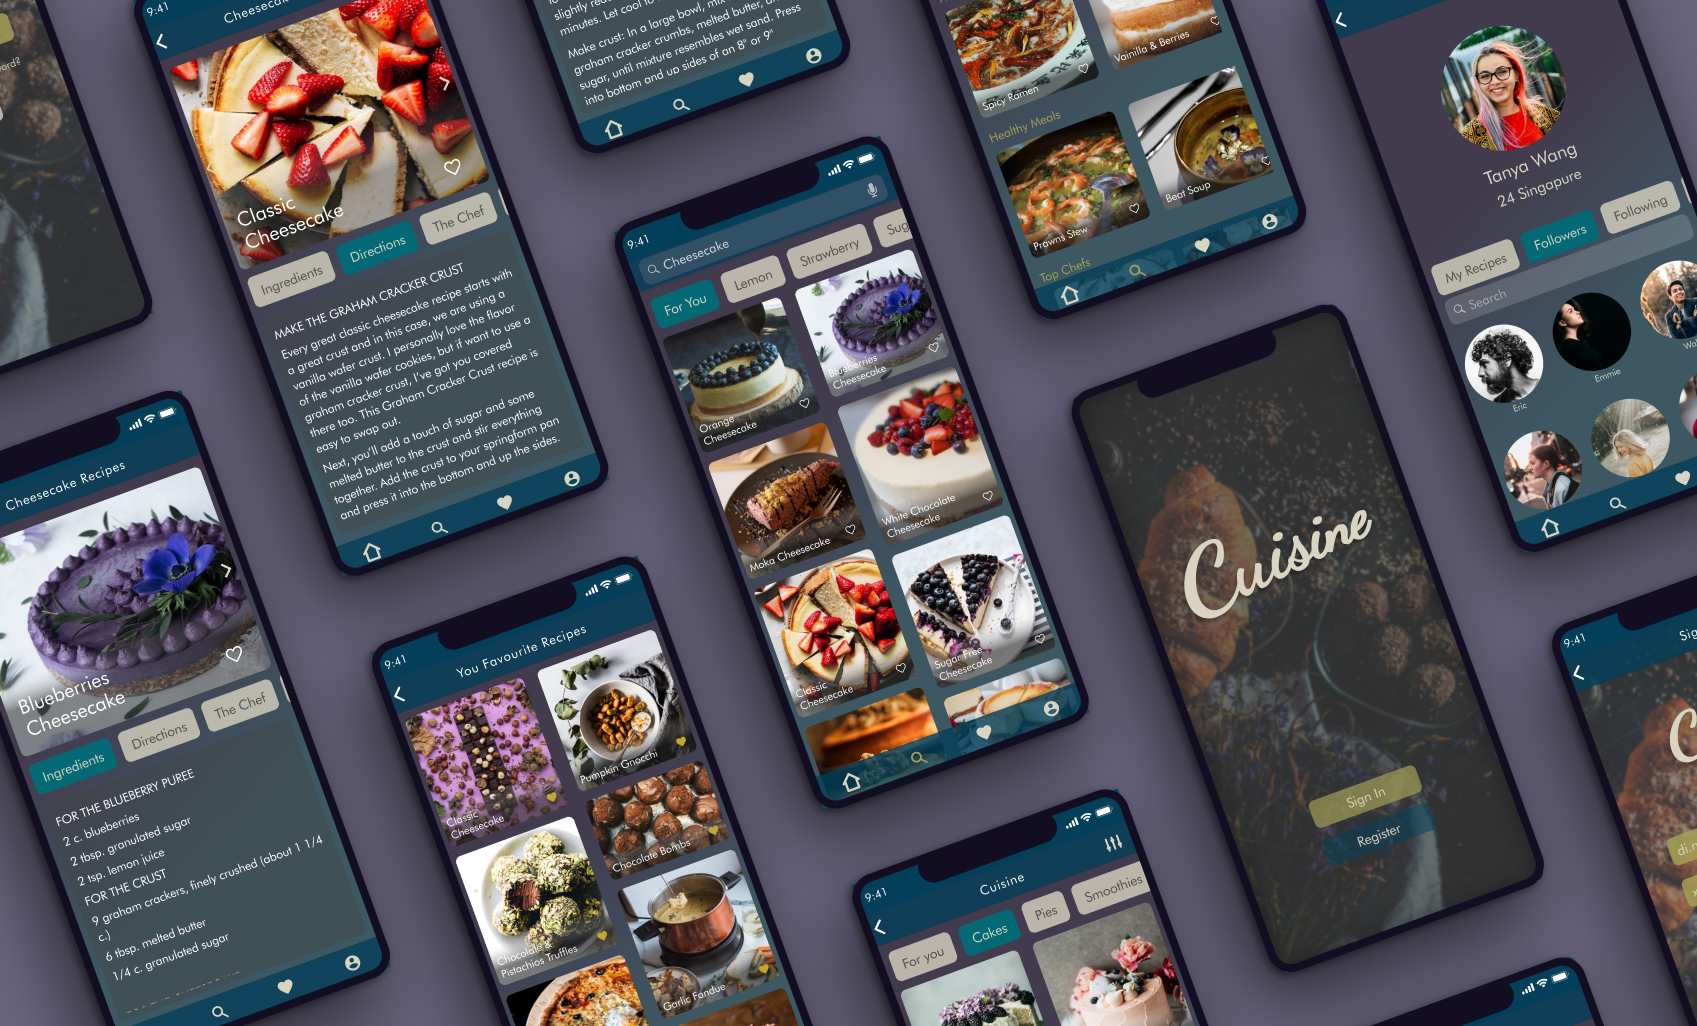 ord?
9:41
Cheesecake
Classic
Cheesecake
Ingredients
Directions
The Chef
MAKE THE GRAHAM CRACKER CRUST
Every great classic cheesecake recipe starts with
a great crust and in this case, we are using a
vanilla wafer crust. I personally love the flavor
of the vanilla wafer cookies, but if want to use a
graham cracker crust, I've got you covered
there too. This Graham Cracker Crust recipe is
easy to swap out.
Next, you'll add a touch of sugar and some
melted butter to the crust and stir everything
together. Add the crust to your springform pan
and press it into the bottom and up the sides.
slightly
minutes. Let cool to
Make crust: In a large bowl, mix
graham cracker crumbs, melted butter, an
sugar, until mixture resembles wet sand. Press
into bottom and up sides of an 8" or 9"
Spicy Ramen
Vainilla & Berries
Healthy Meals
Prawns Stew
Beat Soup
Top Chefs
Tanya Wang
24 Singapure
My Recipes
Followers
Following
Search
Eric
Emmie
Cheesecake Recipes
Blueberries
Cheesecake
Ingredients
Directions
The Chef
FOR THE BLUEBERRY PUREE
2 c. blueberries
2 tbsp. granulated sugar
2 tsp. lemon juice
FOR THE CRUST
9 graham crackers, finely crushed (about 1 1/4
c.)
6 tbsp. melted butter
1/4 c. granulated sugar
9:41
Cheesecake
For You
Lemon
Strawberry
Sug
Orange
Cheesecake
Blueberries
Cheesecake
Moka Cheesecake
White Chocolate
Cheesecake
Classic
Cheesecake
Sugar Free
Cheesecake
9:41
You Favourite Recipes
Classic
Cheesecake
Pumpkin Gnocchi
Chocolate Bombs
Chocolate &
Pistachios Truffles
Garlic Fondue
9:41
Cuisine
For you
Cakes
Pies
Smoothies
Cuisine
Sign In
Register
9:41
Sig
C
di.n